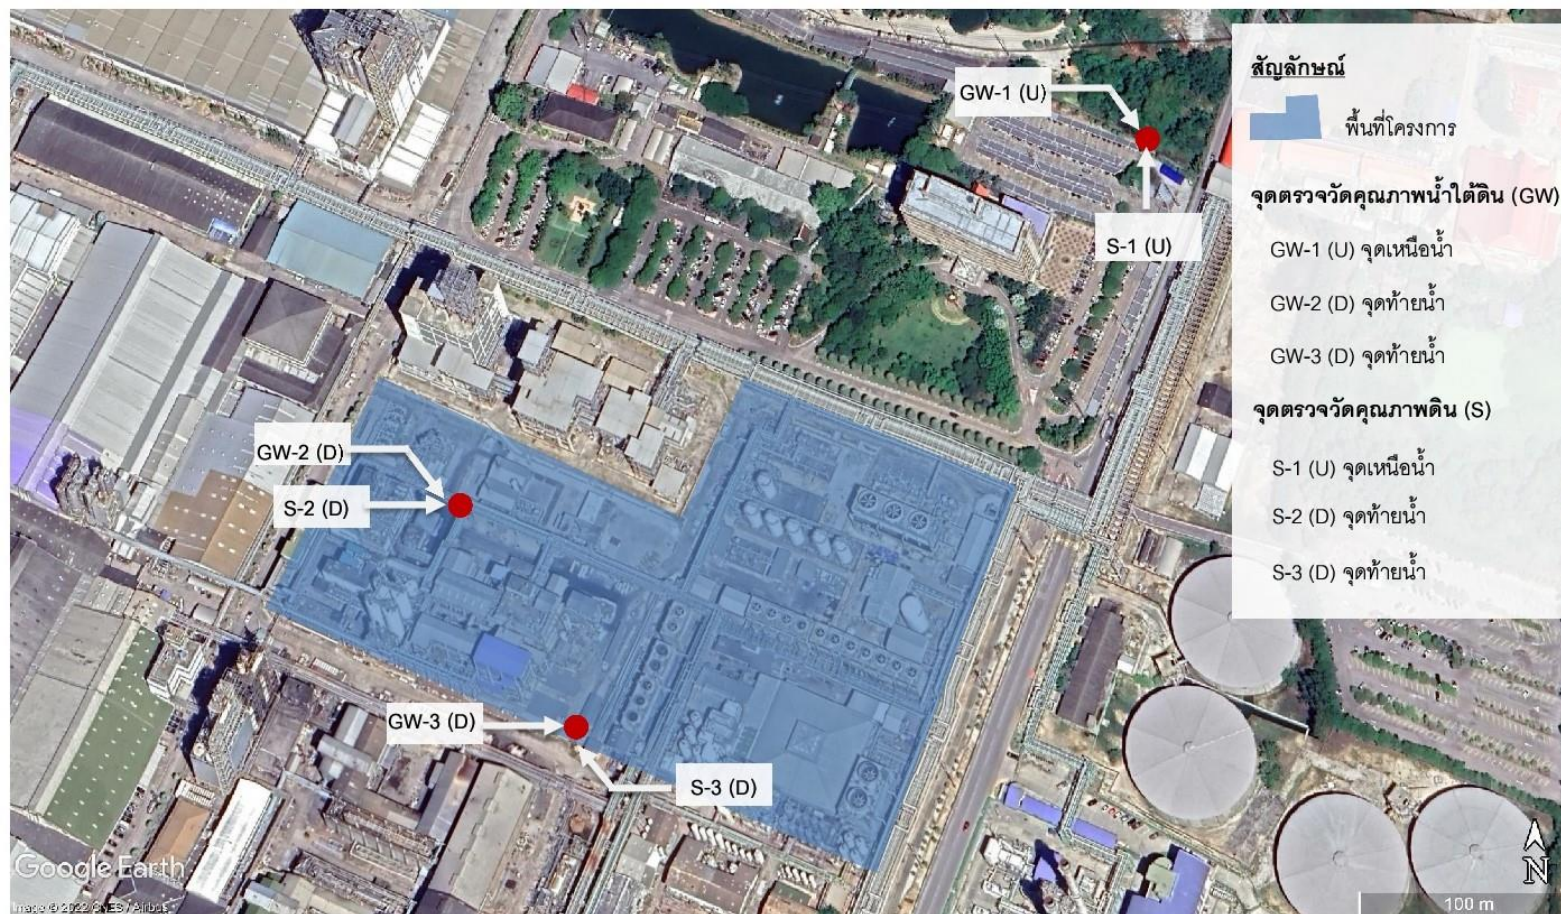 สัญลักษณ์
พื้นที่โครงการ
จุดตรวจวัดคุณภาพน้ำใต้ดิน (GW)
GW-1 (U) จุดเหนือน้ำ
GW-2 (D) จุดท้ายน้ำ
GW-3 (D) จุดท้ายน้ำ
จุดตรวจวัดคุณภาพดิน (S)
S-1 (U) จุดเหนือน้ำ
S-2 (D) จุดท้ายน้ำ
S-3 (D) จุดท้ายน้ำ
GW-1 (U)
S-1 (U)
GW-2 (D)
S-2 (D)
GW-3 (D)
S-3 (D)
Google Earth
Image © 2022 CNES / Airbus
N
100 m